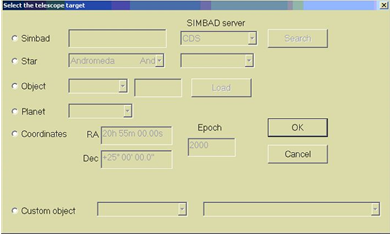 Select the telescope target
SIMBAD server
Simbad CDS Search
Star Andromeda And
Object Load
Planet
Coordinates RA 20h 55m 00.00s Epoch OK
2000
Dec +25° 00' 00.0" Cancel
Custom object